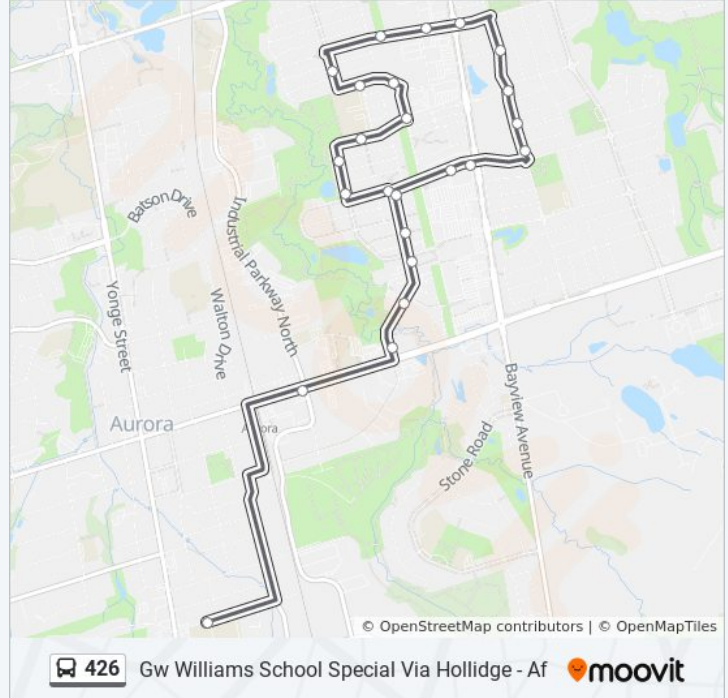 Batson Drive
Industrial Parkway North
Yonge Street
Walton Drive
Aurora
Bayview Avenue
Stone Road
© OpenStreetMap contributors | © OpenMapTiles
426 Gw Williams School Special Via Hollidge - Af
moovit